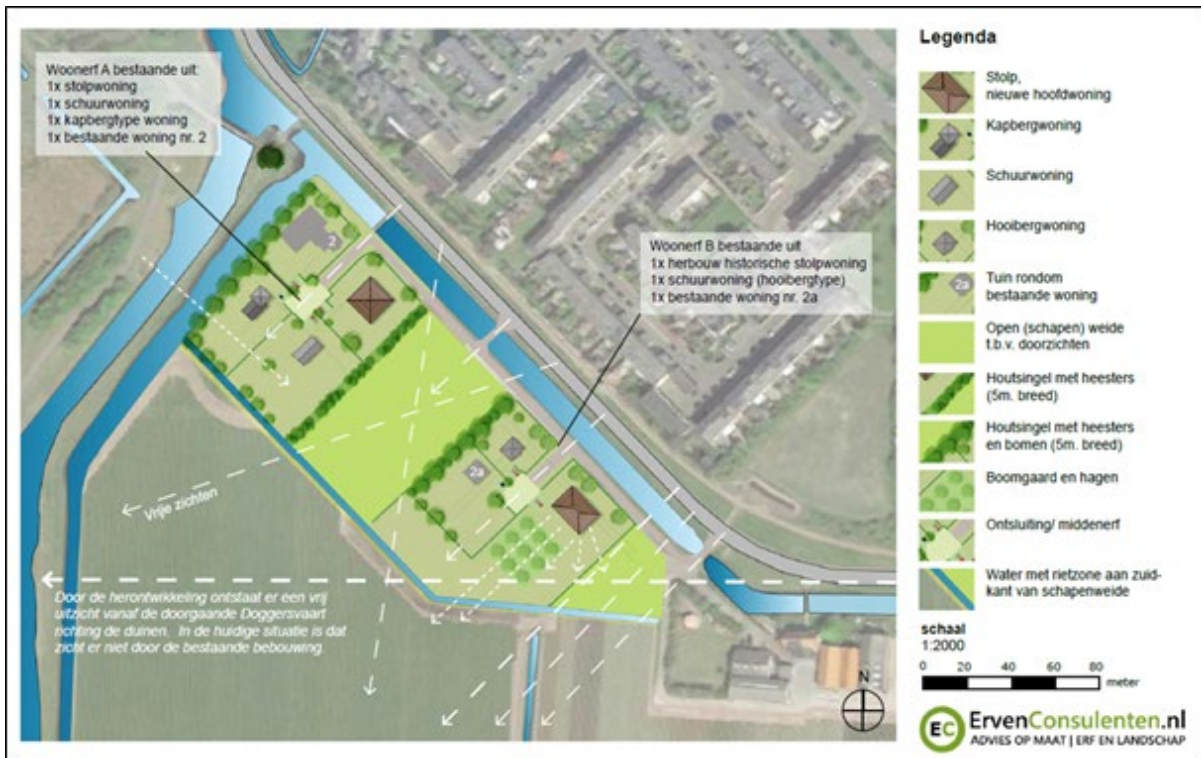 Woonerf A bestaande uit:
1x stolpwoning
1x schuurwoning
1x kapbergtype woning
1x bestaande woning nr. 2
2
Woonerf B bestaande uit
1x herbouw historische stolpwoning
1x schuurwoning (hooibergtype)
1x bestaande woning nr. 2a
2a
Vrije zichten
Door de herontwikkeling ontstaat er een vrij
uitzicht vanaf de doorgaande Doggersvaart
richting de duinen. In de huidige situatie is dat
zicht er niet door de bestaande bebouwing.
N
Legenda
Stolp,
nieuwe hoofdwoning
Kapbergwoning
Schuurwoning
Hooibergwoning
2a
Tuin rondom
bestaande woning
Open (schapen) weide
t.b.v. doorzichten
Houtsingel met heesters
(5m. breed)
Houtsingel met heesters
en bomen (5m. breed)
Boomgaard en hagen
Ontsluiting/ middenerf
Water met rietzone aan zuid-
kant van schapenweide
schaal
1:2000
0 20 40 60 80
meter
EC ErvenConsulenten.nl
ADVIES OP MAAT | ERF EN LANDSCHAP